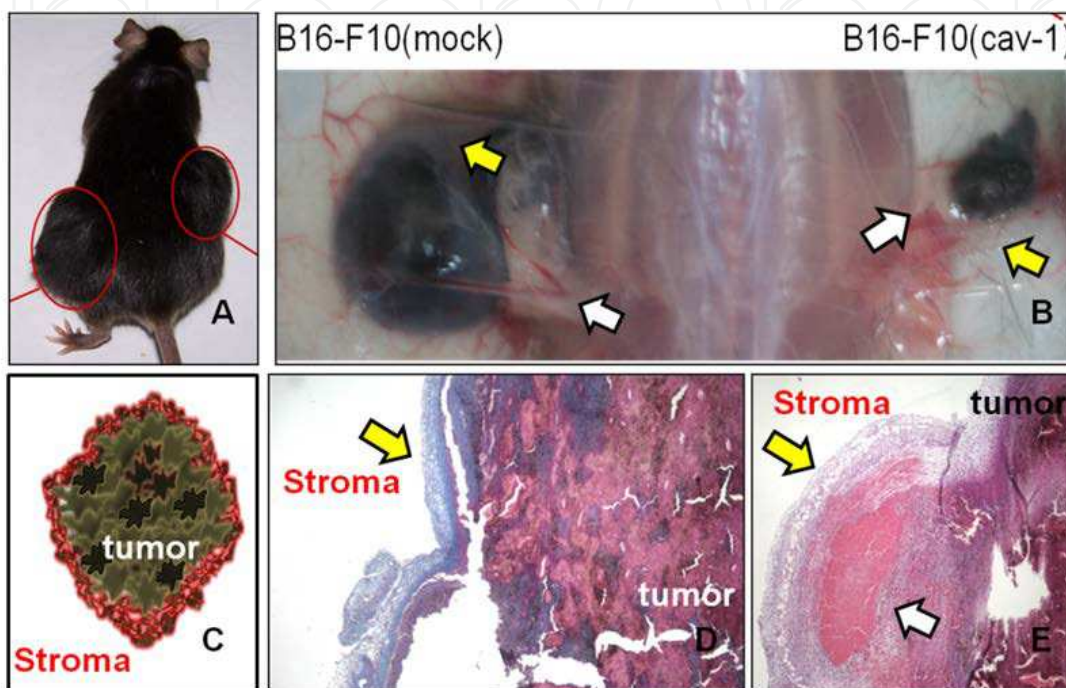 B16-F10(mock)
B16-F10(cav-1)
A
B
Stroma
tumor
Stroma
tumor
tumor
Stroma
C
D
E